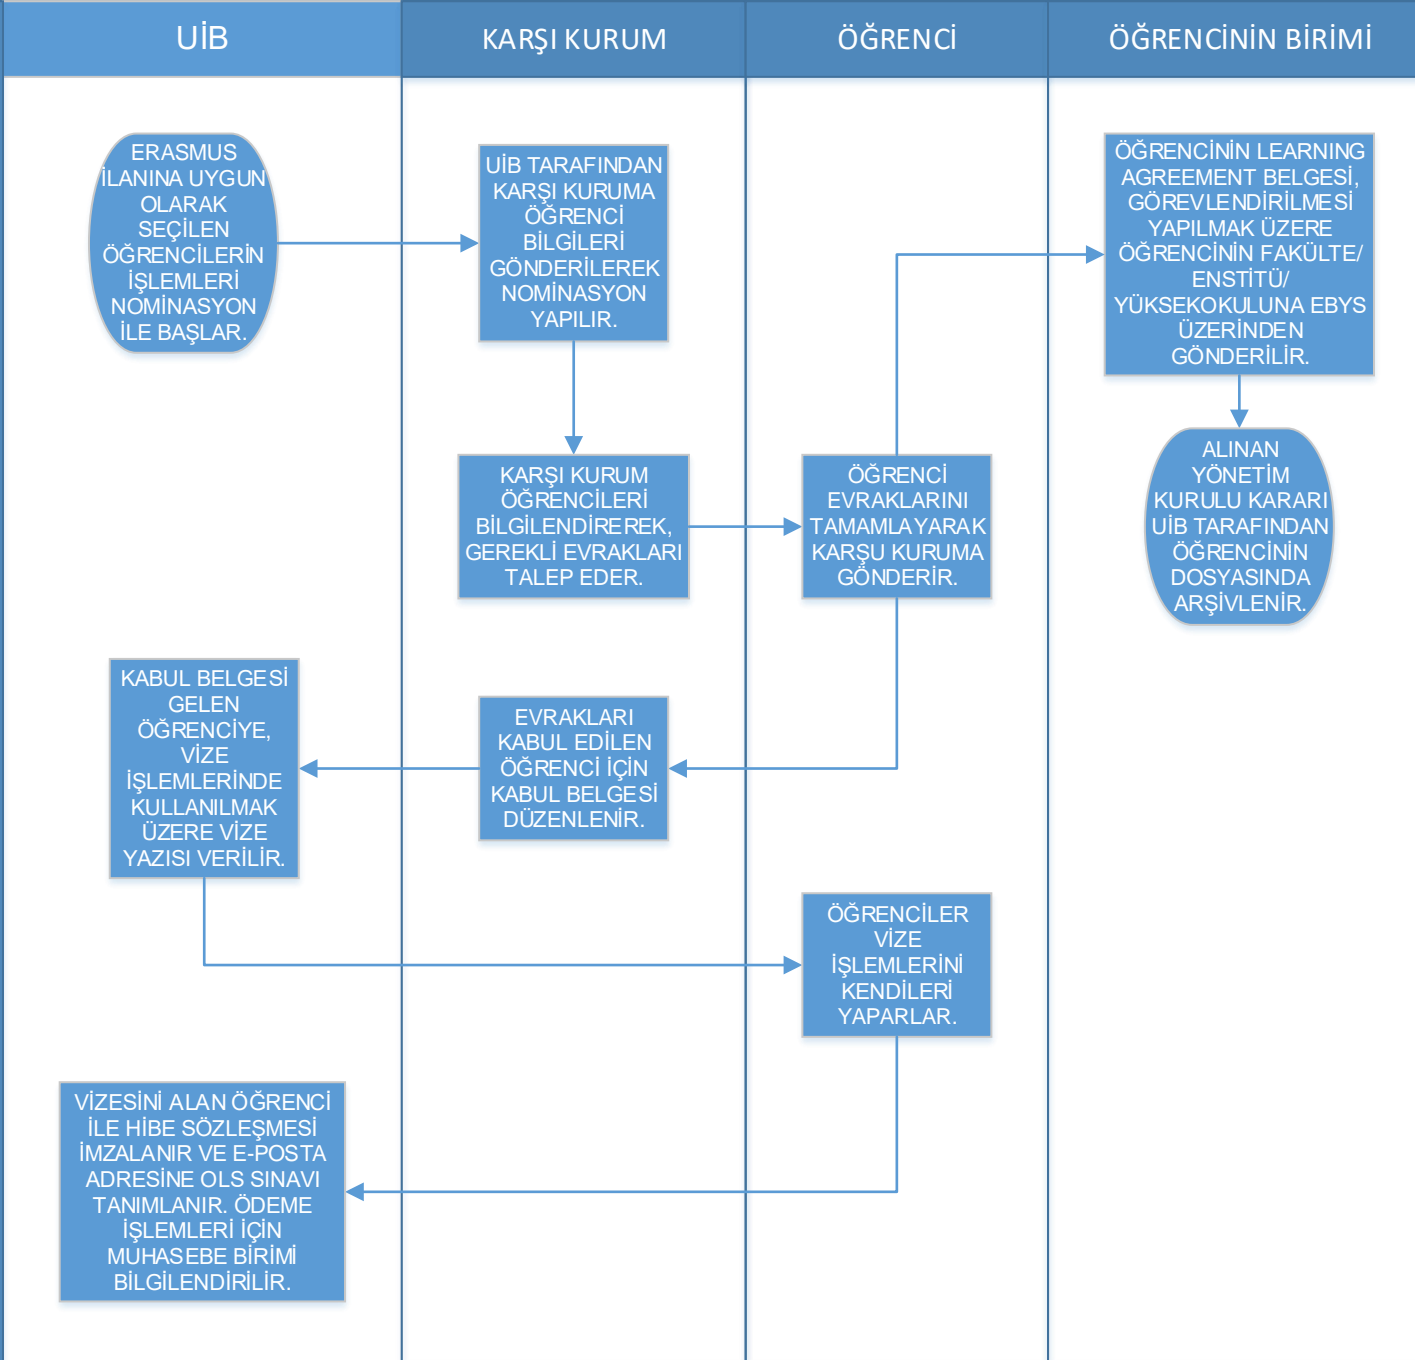 UİB
KARŞI KURUM
ÖĞRENCİ
ÖĞRENCİNİN BİRİMİ
ERASMUS
İLANINA UYGUN
OLARAK
SEÇİLEN
ÖĞRENCİLERİN
İŞLEMLERİ
NOMİNASYON
İLE BAŞLAR.
UİB TARAFINDAN
KARŞI KURUMA
ÖĞRENCİ
BİLGİLERİ
GÖNDERİLEREK
NOMİNASYON
YAPILIR.
ÖĞRENCİNİN LEARNING
AGREEMENT BELGESİ,
GÖREVLENDİRİLMESİ
YAPILMAK ÜZERE
ÖĞRENCİNİN FAKÜLTE/
ENSTİTÜ/
YÜKSEKOKULUNA EBYS
ÜZERİNDEN
GÖNDERİLİR.
KARŞI KURUM
ÖĞRENCİLERİ
BİLGİLENDİREREK,
GEREKLİ EVRAKLARI
TALEP EDER.
ÖĞRENCİ
EVRAKLARINI
TAMAMLAYARAK
KARŞU KURUMA
GÖNDERİR.
ALINAN
YÖNETİM
KURULU KARARI
UİB TARAFINDAN
ÖĞRENCİNİN
DOSYASINDA
ARŞİVLENİR.
KABUL BELGESİ
GELEN
ÖĞRENCİYE,
VİZE
İŞLEMLERİNDE
KULLANILMAK
ÜZERE VİZE
YAZISI VERİLİR.
EVRAKLARI
KABUL EDİLEN
ÖĞRENCİ İÇİN
KABUL BELGESİ
DÜZENLENİR.
ÖĞRENCİLER
VİZE
İŞLEMLERİNİ
KENDİLERİ
YAPARLAR.
VİZESİNİ ALAN ÖĞRENCİ
İLE HİBE SÖZLEŞMESİ
İMZALANIR VE E-POSTA
ADRESİNE OLS SINAVI
TANIMLANIR. ÖDEME
İŞLEMLERİ İÇİN
MUHASEBE BİRİMİ
BİLGİLENDİRİLİR.